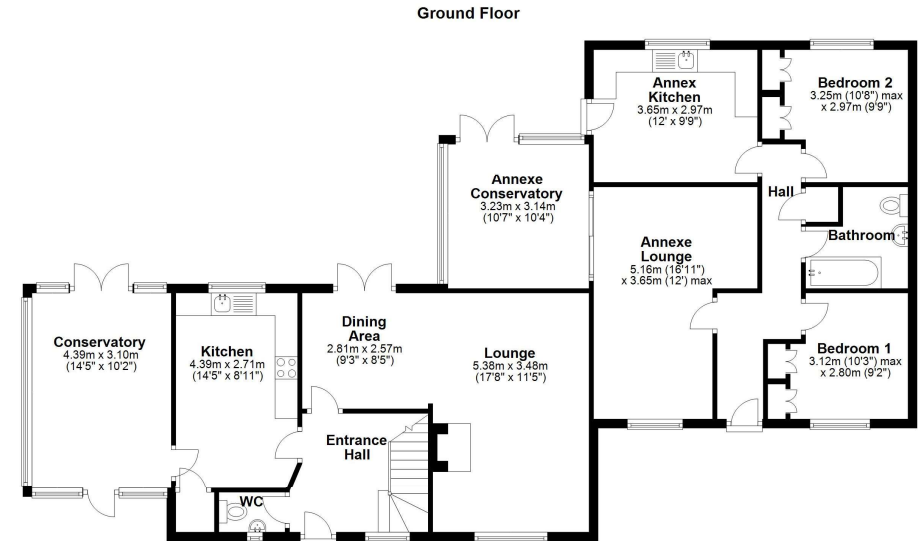 Ground Floor
Annex
Kitchen
3.65m x 2.97m
(12' x 9'9")
Bedroom 2
3.25m (10'8") max
x 2.97m (9'9")
Annexe
Conservatory
3.23m x 3.14m
(10'7" x 10'4")
Hall
Annexe
Lounge
5.16m (16'11")
x 3.65m (12') max
Bathroom
Conservatory
4.39m x 3.10m
(14'5" x 10'2")
Kitchen
4.39m x 2.71m
(14'5" x 8'11")
Dining
Area
2.81m x 2.57m
(9'3" x 8'5")
Lounge
5.38m x 3.48m
(17'8" x 11'5")
Bedroom 1
3.12m (10'3") max
x 2.80m (9'2")
Entrance
Hall
WC